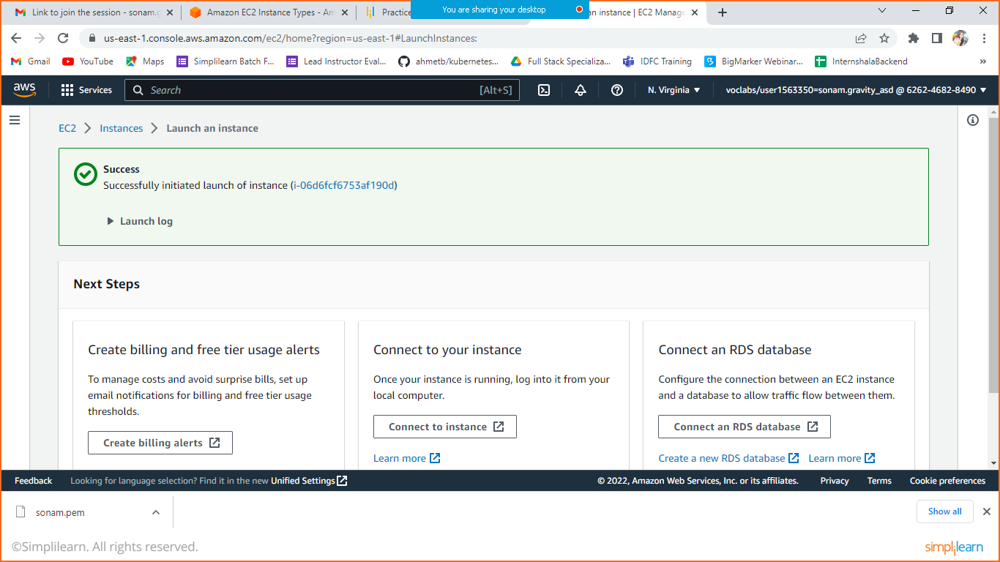 Link to join the session - sonam.g
Amazon EC2 Instance Types - Am
Practice
You are sharing your desktop
an instance | EC2 Manage
us-east-1.console.aws.amazon.com/ec2/home?region=us-east-1#LaunchInstances:
Gmail
YouTube
Maps
Simplilearn Batch F...
Lead Instructor Eval...
ahmetb/kubernetes...
Full Stack Specializa...
IDFC Training
BigMarker Webinar...
InternshalaBackend
»
aws
Services
Search
[Alt+S]
N. Virginia
voclabs/user1563350=sonam.gravity_asd @ 6262-4682-8490
EC2
Instances
Launch an instance
Success
Successfully initiated launch of instance (i-06d6fcf6753af190d)
Launch log
Next Steps
Create billing and free tier usage alerts
To manage costs and avoid surprise bills, set up
email notifications for billing and free tier usage
thresholds.
Create billing alerts
Connect to your instance
Once your instance is running, log into it from your
local computer.
Connect to instance
Learn more
Connect an RDS database
Configure the connection between an EC2 instance
and a database to allow traffic flow between them.
Connect an RDS database
Create a new RDS database
Learn more
Feedback
Looking for language selection? Find it in the new Unified Settings
© 2022, Amazon Web Services, Inc. or its affiliates.
Privacy
Terms
Cookie preferences
sonam.pem
Show all
©Simplilearn. All rights reserved.
simplilearn